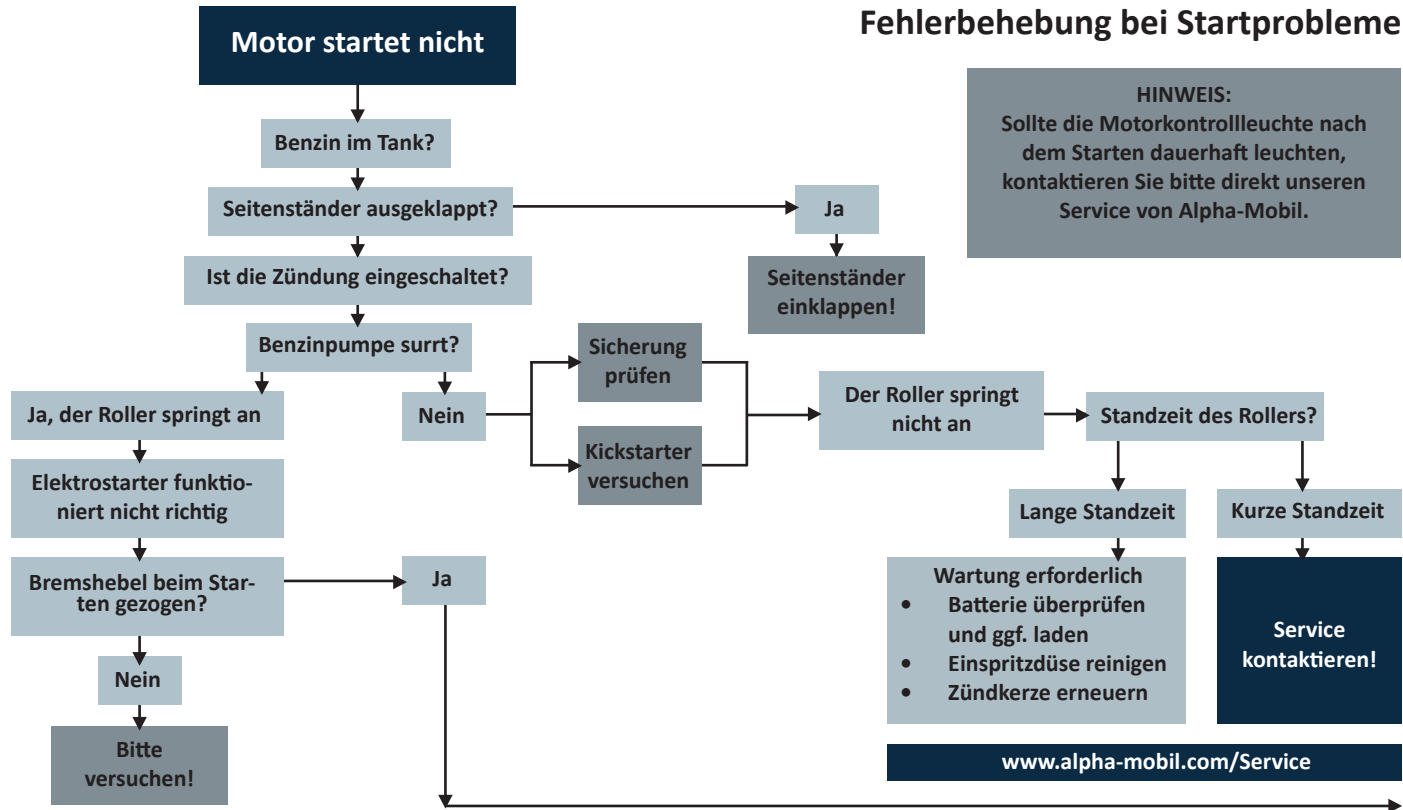 Fehlerbehebung bei Startprobleme
Motor startet nicht
HINWEIS:
Sollte die Motorkontrollleuchte nach
dem Starten dauerhaft leuchten,
kontaktieren Sie bitte direkt unseren
Service von Alpha-Mobil.
Benzin im Tank?
Seitenständer ausgeklappt?
Ja
Seitenständer
einklappen!
Ist die Zündung eingeschaltet?
Benzinpumpe surrt?
Ja, der Roller springt an
Nein
Sicherung
prüfen
Kickstarter
versuchen
Der Roller springt
nicht an
Standzeit des Rollers?
Elektrostarter funktio-
niert nicht richtig
Lange Standzeit
Kurze Standzeit
Bremshebel beim Star-
ten gezogen?
Ja
Wartung erforderlich
• Batterie überprüfen
und ggf. laden
• Einspritzdüse reinigen
• Zündkerze erneuern
Service
kontaktieren!
Nein
Bitte
versuchen!
www.alpha-mobil.com/Service